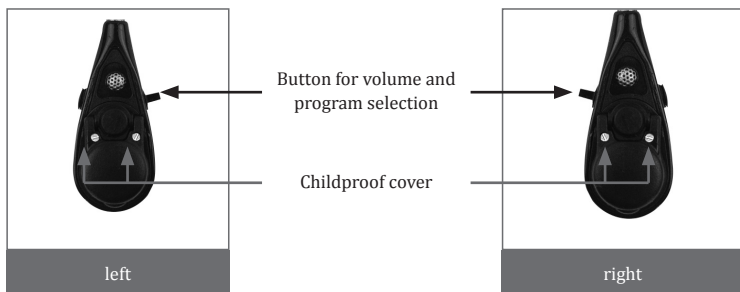 Button for volume and
program selection
Childproof cover
left
right